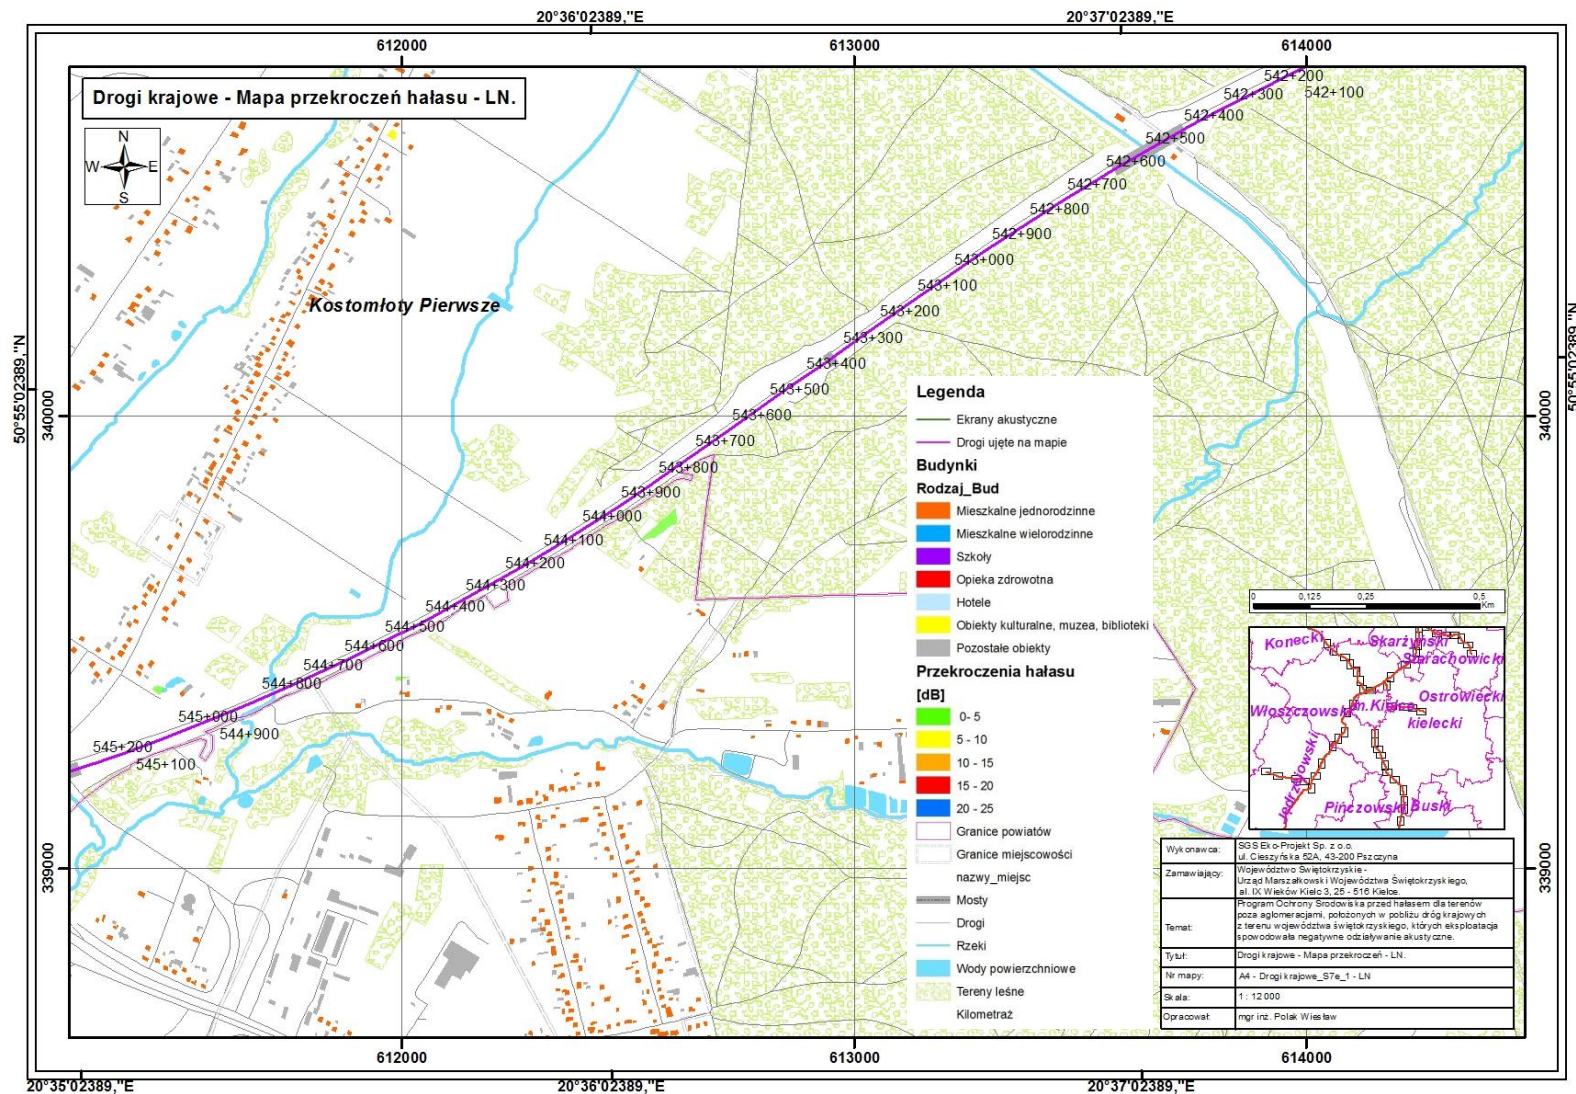 20°36'02389,"E
20°37'02389,"E
612000
613000
614000
Drogi krajowe - Mapa przekroczeń hałasu - LN.
N
W
E
S
542+200
542+100
542+300
542+400
542+500
542+600
542+700
542+800
542+900
543+000
543+100
543+200
543+300
543+400
543+500
543+600
543+700
543+800
543+900
544+000
544+100
544+200
544+300
544+400
544+500
544+600
544+700
544+800
545+000
544+900
545+200
545+100
Kostomłoty Pierwsze
50°55'02389,"N
340000
339000
50°55'02389,"N
340000
339000
Legenda
Ekrany akustyczne
Drogi ujęte na mapie
Budynki
Rodzaj_Bud
Mieszkalne jednorodzinne
Mieszkalne wielorodzinne
Szkoły
Opieka zdrowotna
Hotele
Obiekty kulturalne, muzea, biblioteki
Pozostałe obiekty
Przekroczenia hałasu
[dB]
0- 5
5 - 10
10 - 15
15 - 20
20 - 25
Granice powiatów
Granice miejscowości
nazwy_miejsc
Mosty
Drogi
Rzeki
Wody powierzchniowe
Tereny leśne
Kilometraż
0 0,125 0,25 0,5
Km
Konecki
Skarżyski
Starachowicki
Ostrowiecki
Włoszczowski
m.Kielce
kielecki
Jędrzejowski
Pińczowski
Buski
Wykonawca: SGS Eko-Projekt Sp. z o.o.
ul. Cieszyńska 52A, 43-200 Pszczyna
Zamawiający: Województwo Świętokrzyskie -
Urząd Marszałkowski Województwa Świętokrzyskiego,
al. IX Wieków Kielc 3, 25 - 516 Kielce.
Temat: Program Ochrony Środowiska przed hałasem dla terenów
poza aglomeracjami, położonych w pobliżu dróg krajowych
z terenu województwa świętokrzyskiego, których eksploatacja
spowodowała negatywne odziaływanie akustyczne.
Tytuł: Drogi krajowe - Mapa przekroczeń - LN.
Nr mapy: A4 - Drogi krajowe_S7e_1 - LN
Skala: 1 : 12 000
Opracował: mgr inż. Polak Wiesław
612000
613000
614000
20°35'02389,"E
20°36'02389,"E
20°37'02389,"E